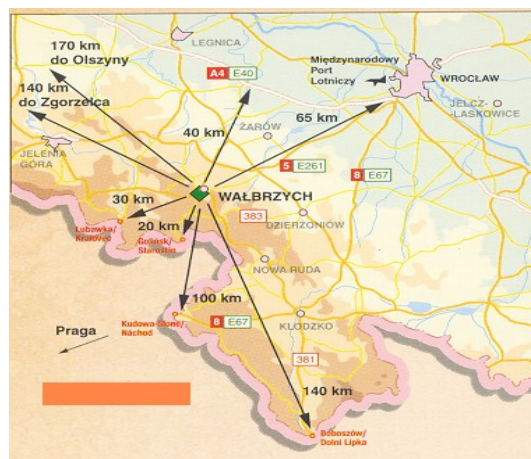 170 km
do Olszyny
140 km
do Zgorzelca
LEGNICA
A4 E40
Międzynarodowy
Port
Lotniczy
WROCŁAW
JELCZ-
-LASKOWICE
40 km
ŻARÓW
65 km
5 E261
8 E67
JELENIA
GÓRA
30 km
WAŁBRZYCH
383
DZIERŻONIÓW
Lubawka/
Kralovec
20 km
Golińsk/
Starostin
NOWA RUDA
100 km
Kudowa-Słone/
Náchod
8 E67
KŁODZKO
Praga
381
140 km
Boboszów/
Dolni Lipka